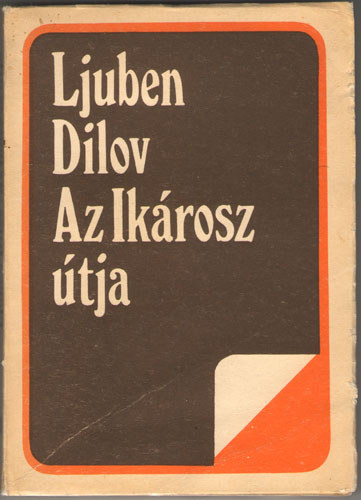 Ljuben
Dilov
Az Ikárosz
útja